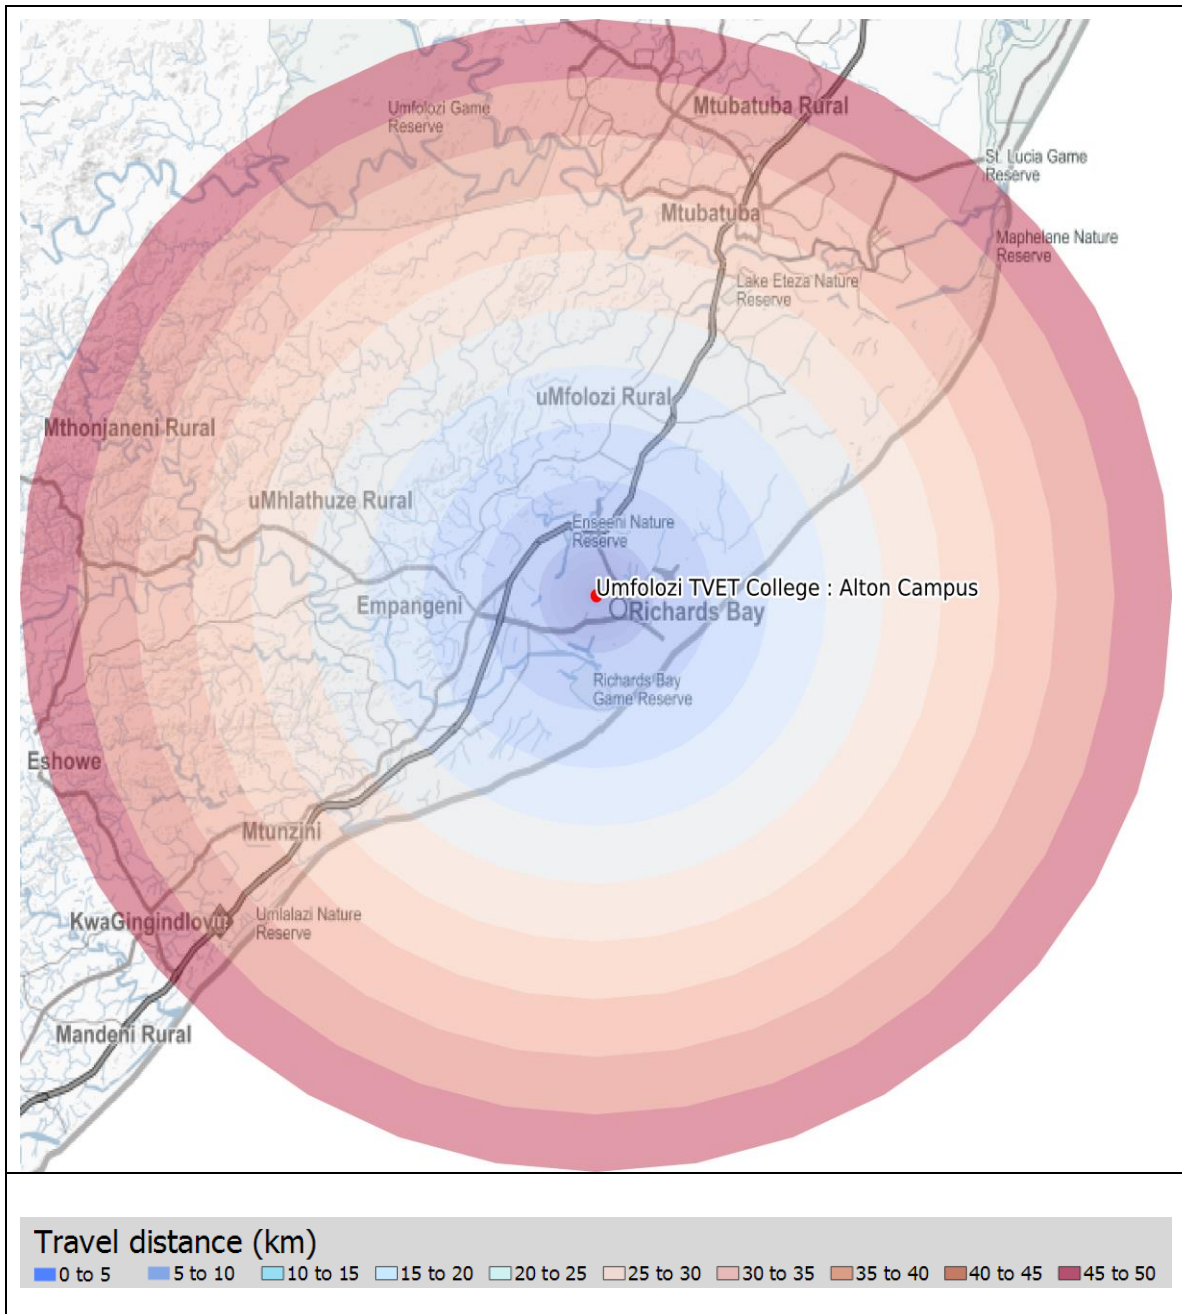 Umfolozi Game
Reserve
Mtubatuba Rural
St. Lucia Game
Reserve
Mtubatuba
Maphelane Nature
Reserve
Lake Eteza Nature
Reserve
uMfolozi Rural
Mthonjaneni Rural
uMhlathuze Rural
Enseeni Nature
Reserve
Umfolozi TVET College : Alton Campus
Empangeni
Richards Bay
Richards Bay
Game Reserve
Eshowe
Mtunzini
KwaGingindlovu
Umlalazi Nature
Reserve
Mandeni Rural
Travel distance (km)
0 to 5 5 to 10 10 to 15 15 to 20 20 to 25 25 to 30 30 to 35 35 to 40 40 to 45 45 to 50